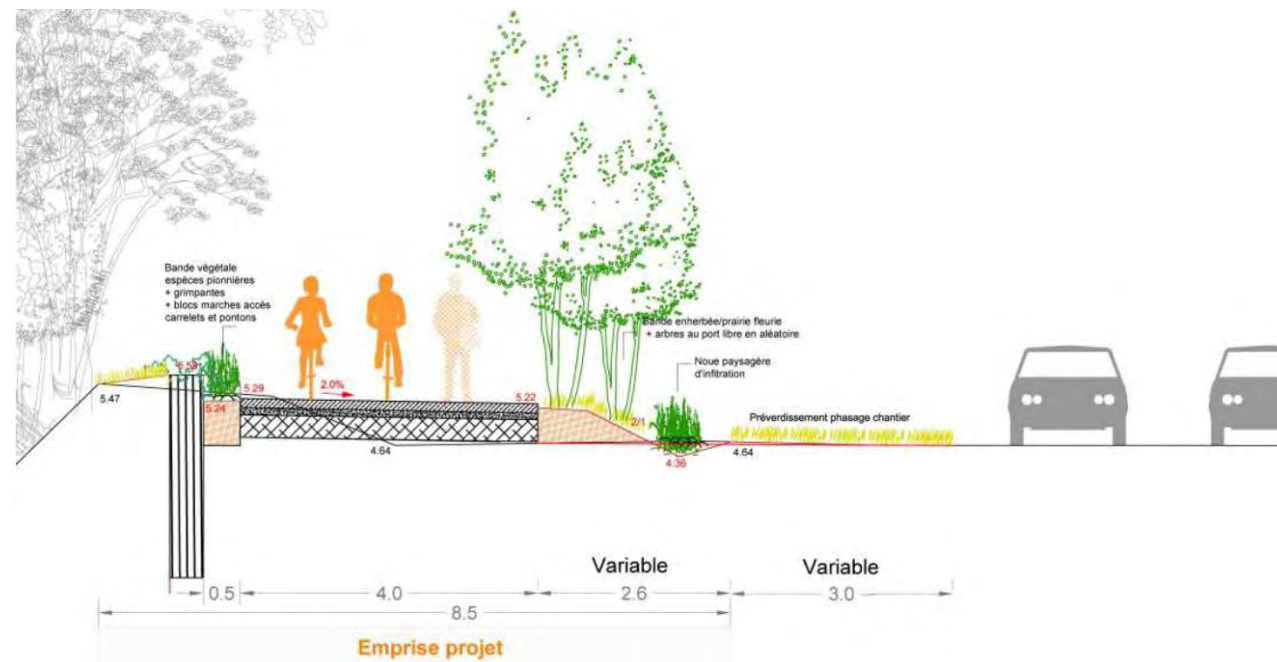 Bande végétale
espèces pionnières
+ grimpantes
+ blocs marches accès
carrelets et pontons
Bande enherbée/prairie fleurie
+ arbres au port libre en aléatoire
Noue paysagère
d'infitration
Préverdissement phasage chantier
5.47
5.24
5.29
2.0%
5.22
4.64
2/1
4.36
4.64
Variable
Variable
0.5
4.0
2.6
3.0
8.5
Emprise projet